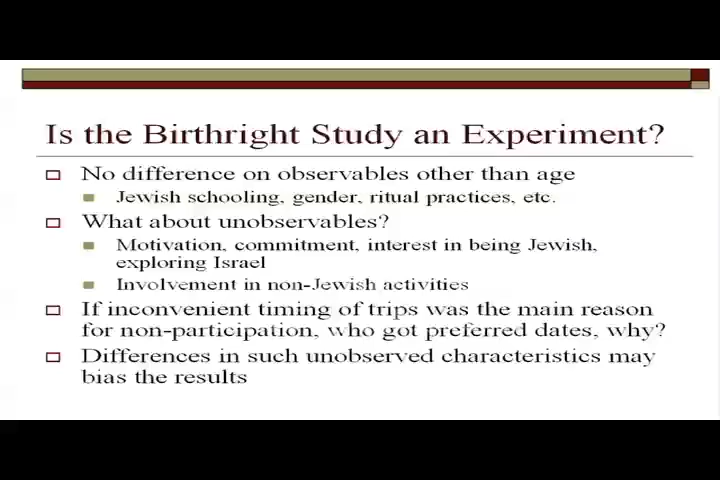 Is the Birthright Study an Experiment?
No difference on observables other than age
Jewish schooling, gender, ritual practices, etc.
What about unobservables?
Motivation, commitment, interest in being Jewish,
exploring Israel
Involvement in non-Jewish activities
If inconvenient timing of trips was the main reason
for non-participation, who got preferred dates, why?
Differences in such unobserved characteristics may
bias the results